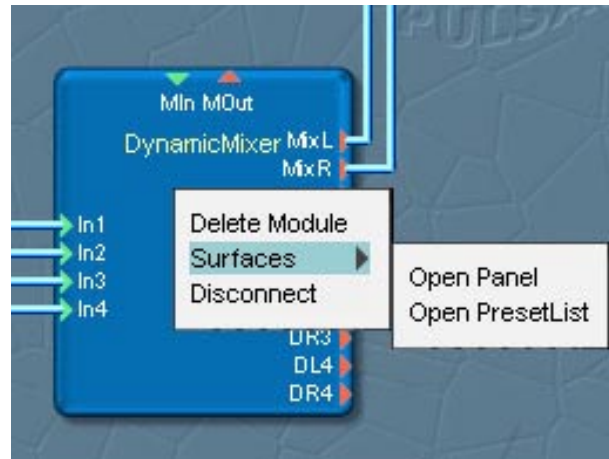 PULSAR
MIn MOut
DynamicMixer MixL
MixR
In1
In2
In3
In4
Delete Module
Surfaces
Disconnect
Open Panel
Open PresetList
DR3
DL4
DR4